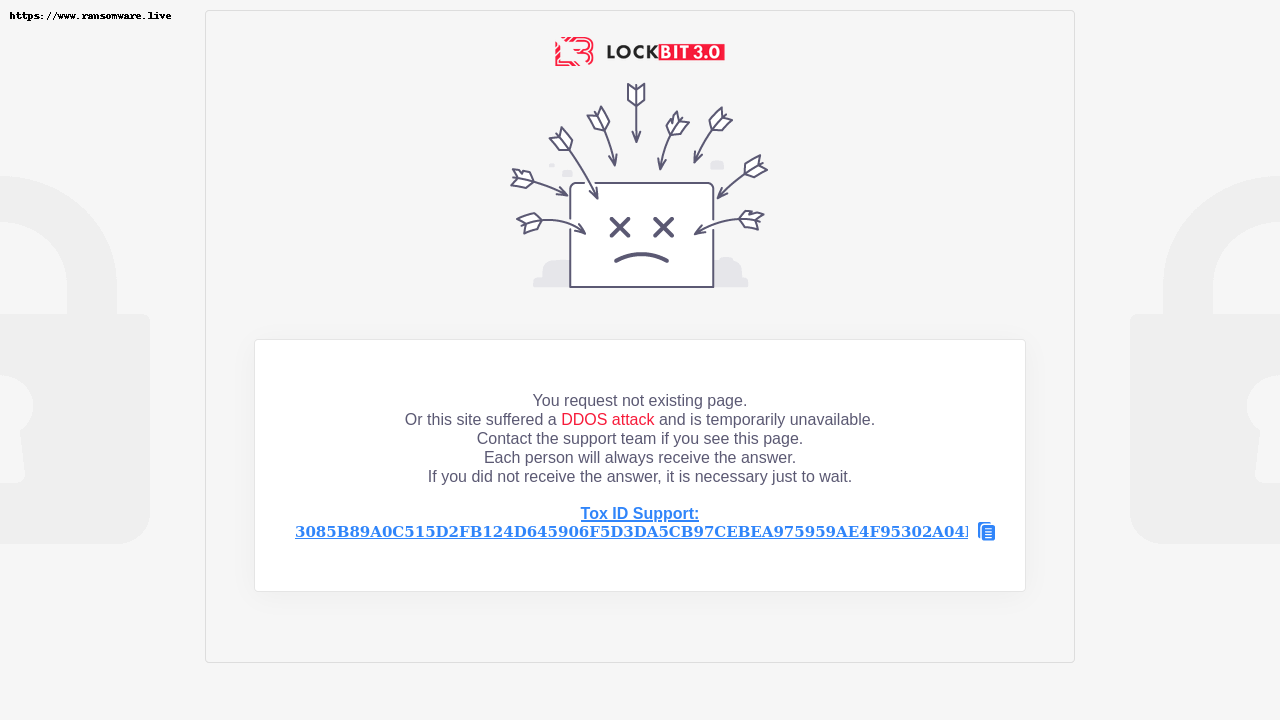 https://www.ransomware.live
LOCKBIT 3.0
You request not existing page.
Or this site suffered a DDOS attack and is temporarily unavailable.
Contact the support team if you see this page.
Each person will always receive the answer.
If you did not receive the answer, it is necessary just to wait.
Tox ID Support:
3085B89A0C515D2FB124D645906F5D3DA5CB97CEBEA975959AE4F95302A04